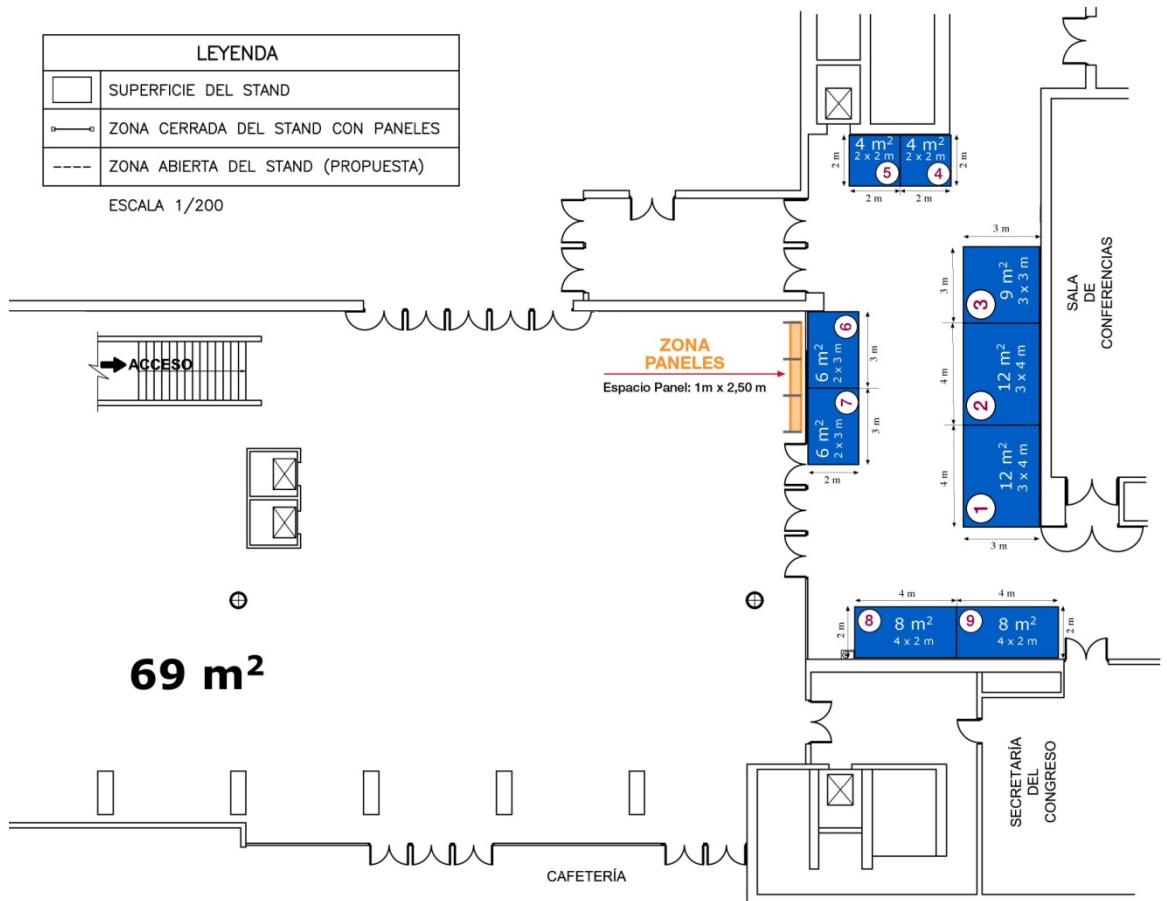 LEYENDA
SUPERFICIE DEL STAND
ZONA CERRADA DEL STAND CON PANELES
ZONA ABIERTA DEL STAND (PROPUESTA)
ESCALA 1/200
4 m²
2 x 2 m
5
4 m²
2 x 2 m
4
2 m
2 m
2 m
2 m
3 m
3 m
9 m²
3 x 3 m
3
4 m
12 m²
3 x 4 m
2
4 m
12 m²
3 x 4 m
1
3 m
SALA
DE
CONFERENCIAS
ACCESO
ZONA
PANELES
Espacio Panel: 1m x 2,50 m
6 m²
2 x 3 m
6
3 m
6 m²
2 x 3 m
7
3 m
2 m
4 m
4 m
2 m
8
8 m²
4 x 2 m
9
8 m²
4 x 2 m
2 m
69 m²
SECRETARÍA
DEL
CONGRESO
CAFETERÍA